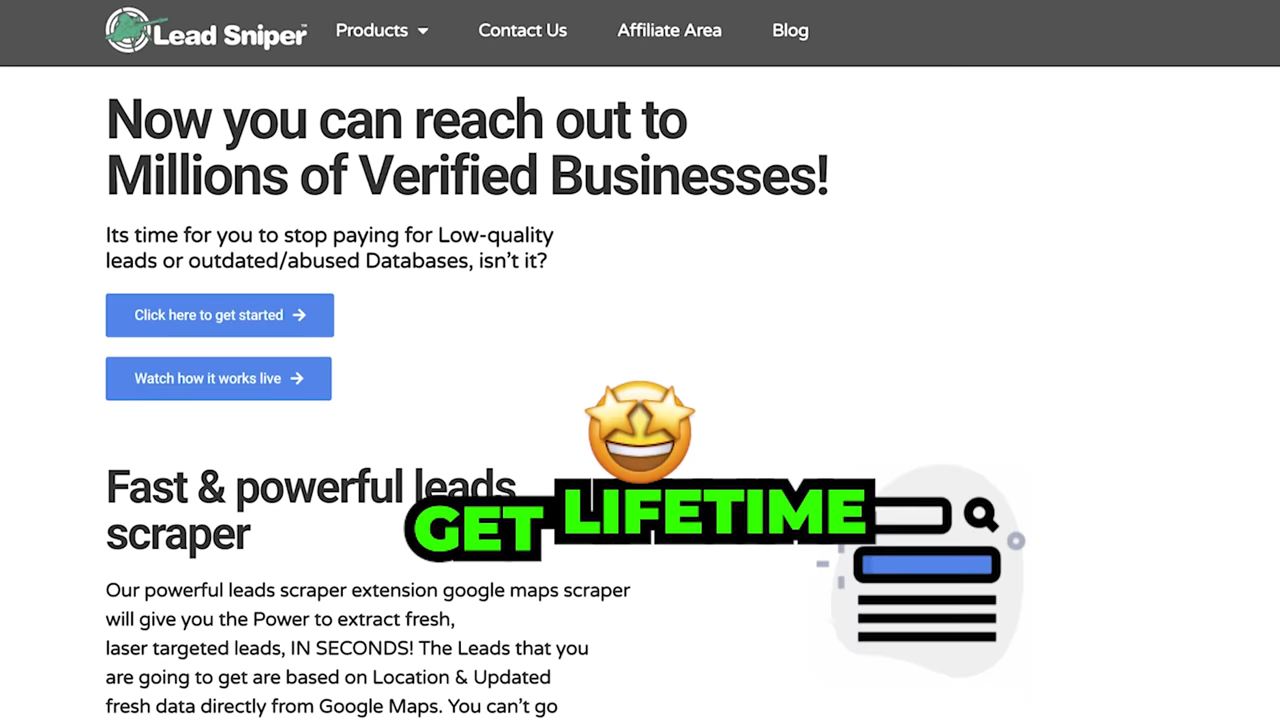 Lead Sniper™
Products
Contact Us
Affiliate Area
Blog
Now you can reach out to
Millions of Verified Businesses!
Its time for you to stop paying for Low-quality
leads or outdated/abused Databases, isn’t it?
Click here to get started
Watch how it works live
Fast & powerful leads
scraper
GET LIFETIME
Our powerful leads scraper extension google maps scraper
will give you the Power to extract fresh,
laser targeted leads, IN SECONDS! The Leads that you
are going to get are based on Location & Updated
fresh data directly from Google Maps. You can’t go